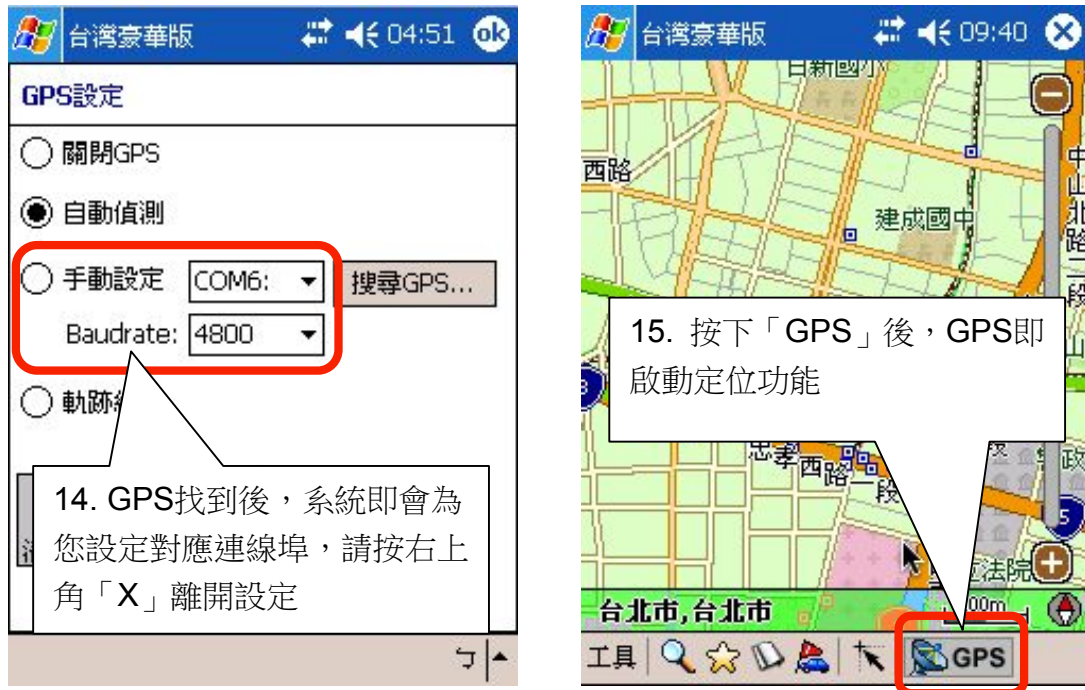 台灣豪華版 04:51 ok
GPS設定
關閉GPS
自動偵測
手動設定 COM6: 搜尋GPS...
Baudrate: 4800
軌跡
14. GPS找到後，系統即會為
您設定對應連線埠，請按右上
角「X」離開設定
ㄅ
台灣豪華版 09:40
日新國小
西路
建成國中
中山北路二段
15. 按下「GPS」後，GPS即
啟動定位功能
忠孝西路一段
5
法院
台北市,台北市
工具 GPS